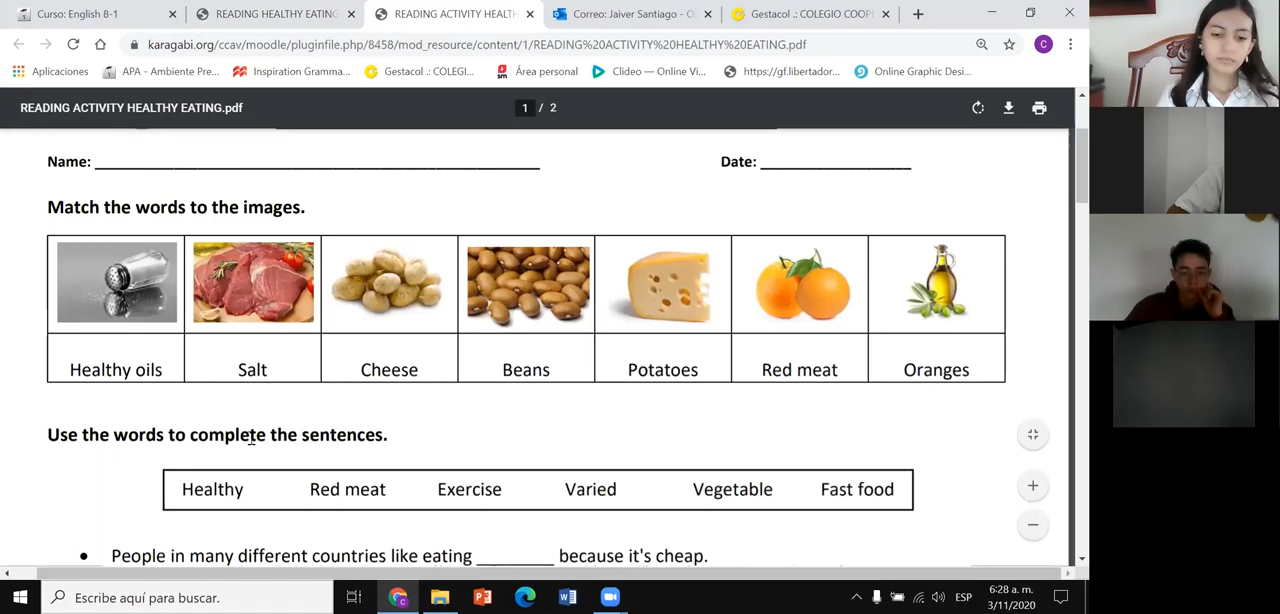 Curso: English 8-1
READING HEALTHY EATING
READING ACTIVITY HEALTH
Correo: Jaiver Santiago - O
Gestacol .: COLEGIO COOP
karagabi.org/ccav/moodle/pluginfile.php/8458/mod_resource/content/1/READING%20ACTIVITY%20HEALTHY%20EATING.pdf
C
Aplicaciones
APA - Ambiente Pre...
Inspiration Gramma...
Gestacol .: COLEGI...
sm
Área personal
Clideo — Online Vi...
https://gf.libertador...
Online Graphic Desi...
READING ACTIVITY HEALTHY EATING.pdf
1 / 2
Name: ______________________________________________
Date: ________________
Match the words to the images.
Healthy oils Salt Cheese Beans Potatoes Red meat Oranges
Use the words to complete the sentences.
Healthy Red meat Exercise Varied Vegetable Fast food
• People in many different countries like eating ________ because it's cheap.
Escribe aquí para buscar.
ESP
6:28 a. m.
3/11/2020